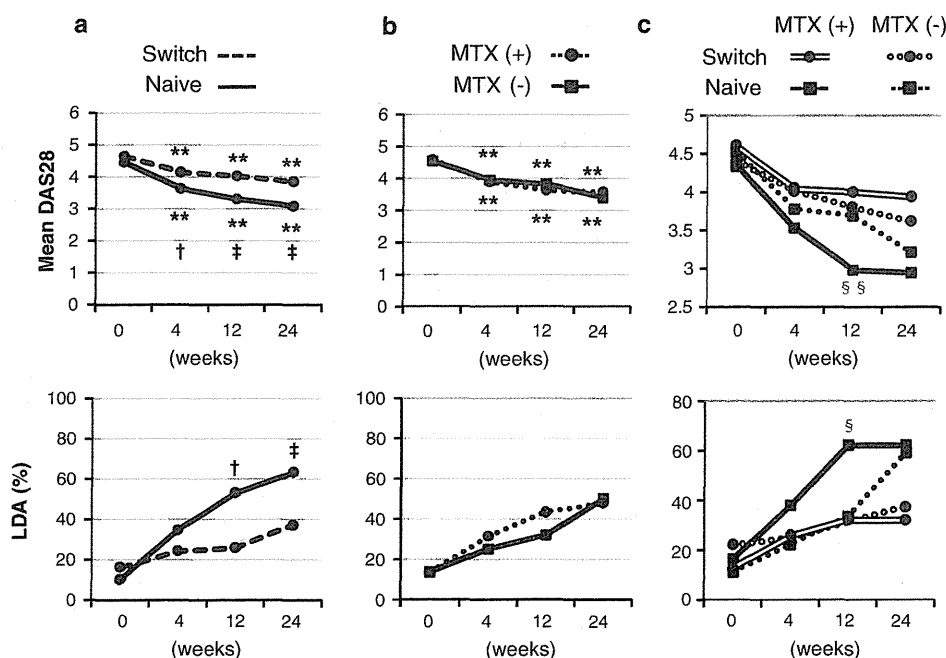 a
Switch
Naive
b
MTX (+)
MTX (-)
c
MTX (+) MTX (-)
Switch
Naive
Mean DAS28
6
5
4
3
2
1
0
** ** **
** ** **
† ‡ ‡
0 4 12 24
(weeks)
6
5
4
3
2
1
0
** ** **
** ** **
0 4 12 24
(weeks)
5
4.5
4
3.5
3
2.5
§ §
0 4 12 24
(weeks)
LDA (%)
100
80
60
40
20
0
† ‡
0 4 12 24
(weeks)
100
80
60
40
20
0
0 4 12 24
(weeks)
80
60
40
20
0
§
0 4 12 24
(weeks)